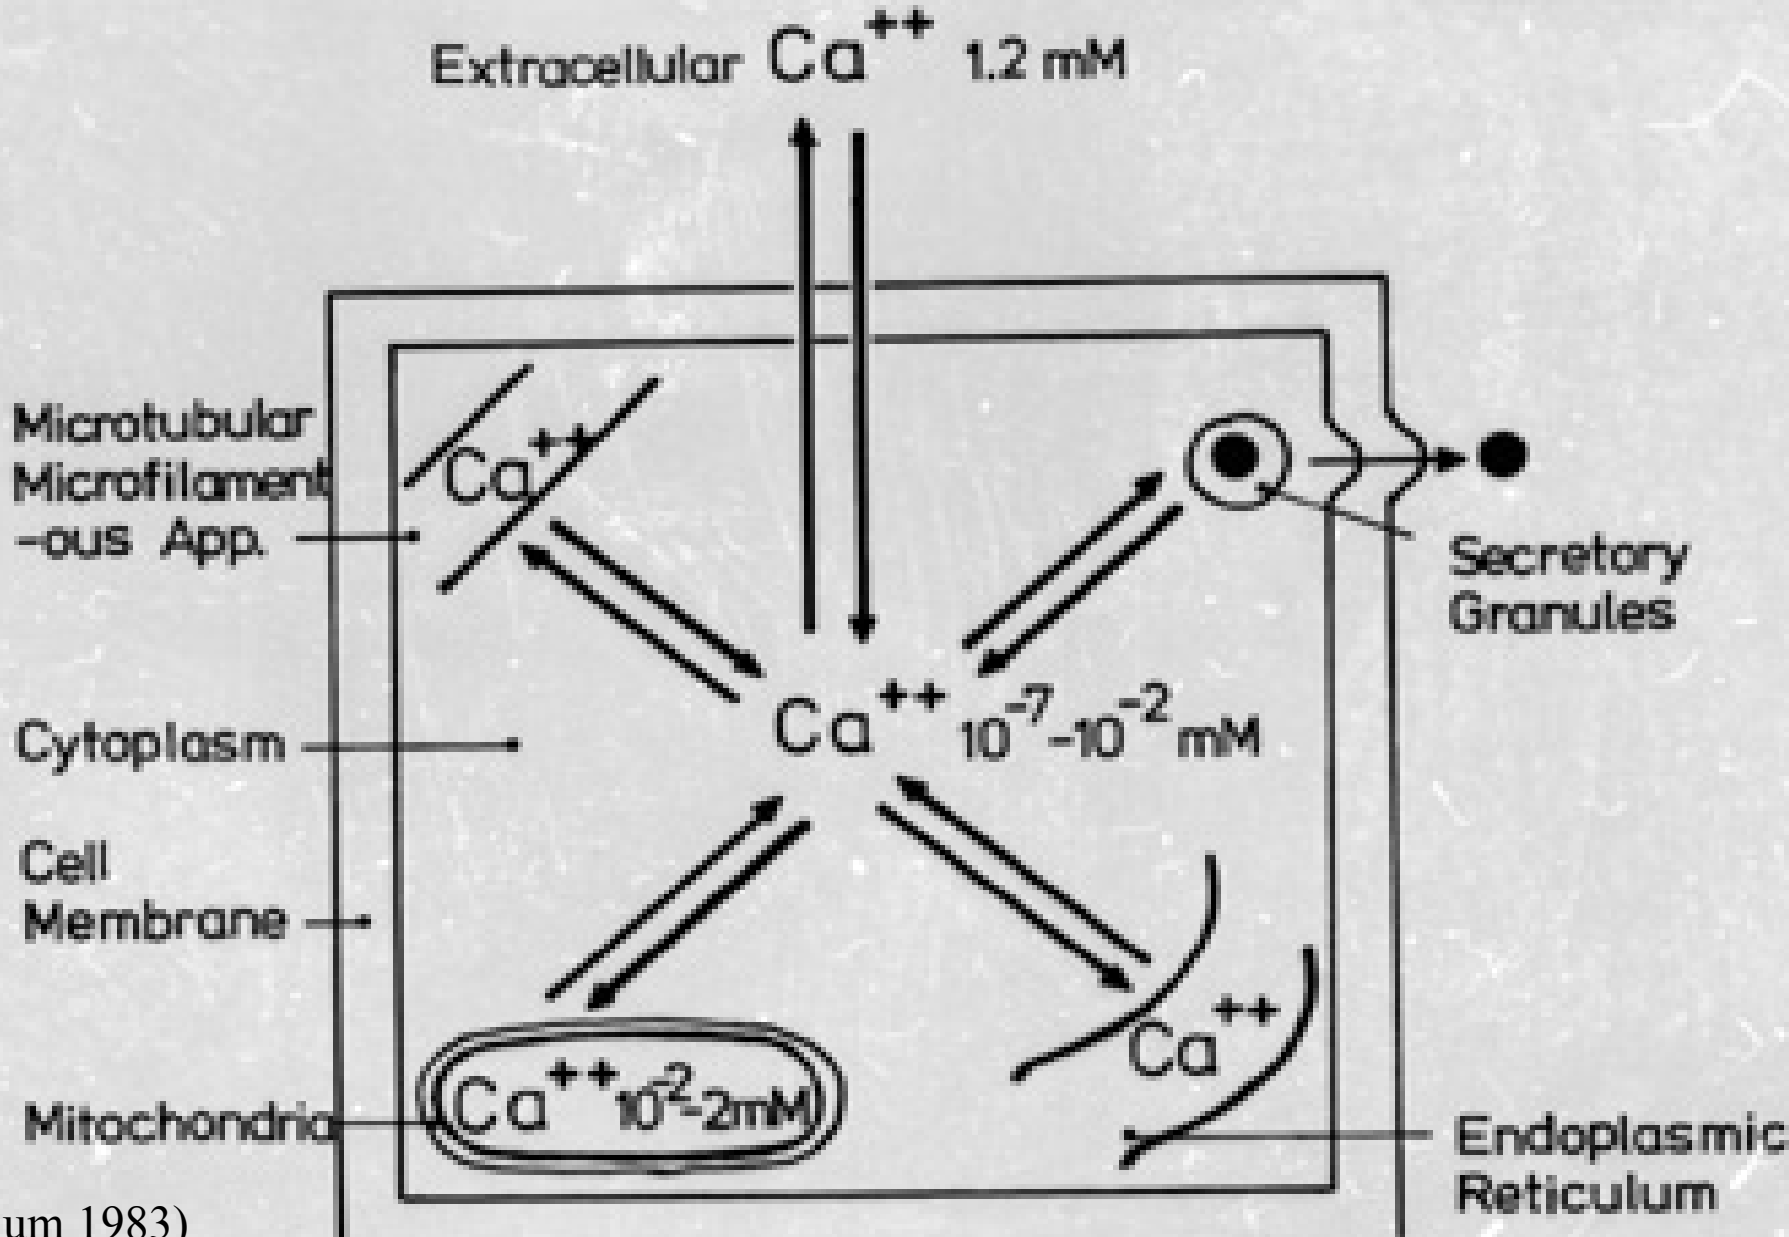 Extracellular Ca++ 1.2 mM
Microtubular
Microfilament
-ous App.
Ca++
Secretory
Granules
Cytoplasm
Ca++ 10-7-10-2 mM
Cell
Membrane
Mitochondria
Ca++ 10-2-2mM
Ca++
Endoplasmic
Reticulum
1983)